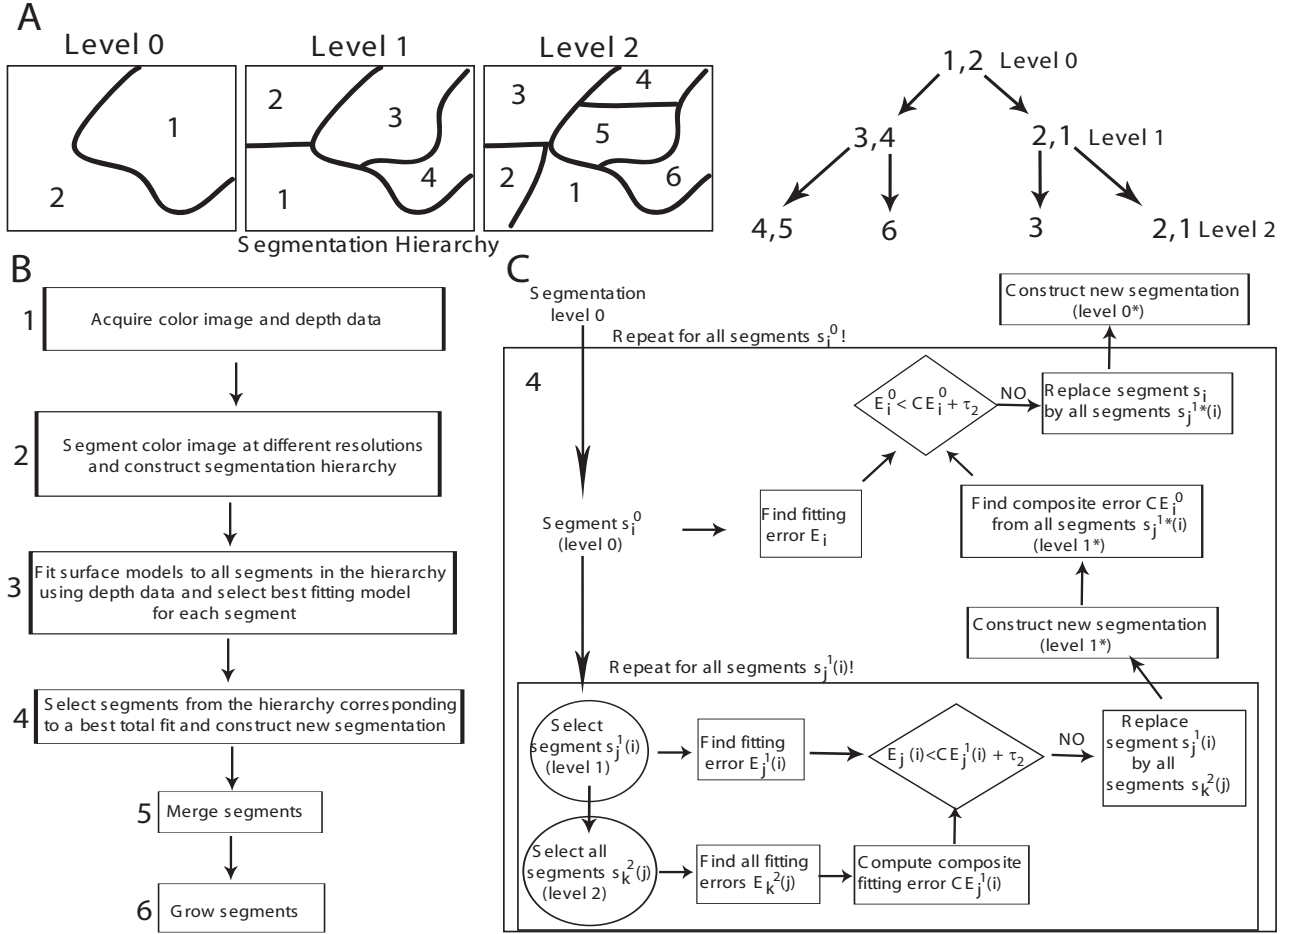 A
Level 0
Level 1
Level 2
1
2
2
3
4
1
3
4
5
2
1
6
Segmentation Hierarchy
1,2 Level 0
3,4
2,1 Level 1
4,5
6
3
2,1 Level 2
B
1
Acquire color image and depth data
2
Segment color image at different resolutions
and construct segmentation hierarchy
3
Fit surface models to all segments in the hierarchy
using depth data and select best fitting model
for each segment
4
Select segments from the hierarchy corresponding
to a best total fit and construct new segmentation
5
Merge segments
6
Grow segments
C
Segmentation
level 0
Repeat for all segments s_i^0!
4
Construct new segmentation
(level 0*)
E_i^0 < CE_i^0 + τ_2
NO
Replace segment s_i
by all segments s_j^1*(i)
Segment s_i^0
(level 0)
Find fitting
error E_i
Find composite error CE_i^0
from all segments s_j^1*(i)
(level 1*)
Construct new segmentation
(level 1*)
Repeat for all segments s_j^1(i)!
Select
segment s_j^1(i)
(level 1)
Find fitting
error E_j^1(i)
E_j(i)<CE_j^1(i) + τ_2
NO
Replace
segment s_j^1(i)
by all
segments s_k^2(j)
Select all
segments s_k^2(j)
(level 2)
Find all fitting
errors E_k^2(j)
Compute composite
fitting error CE_j^1(i)